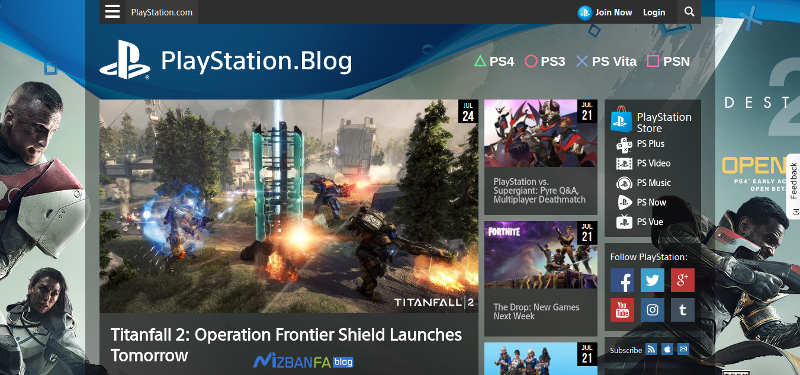 PlayStation.com
Join Now
Login
PlayStation.Blog
PS4
PS3
PS Vita
PSN
JUL
24
TITANFALL | 2
Titanfall 2: Operation Frontier Shield Launches
Tomorrow
MIZBANFA blog
JUL
21
PlayStation vs.
Supergiant: Pyre Q&A,
Multiplayer Deathmatch
JUL
21
FORTNITE
The Drop: New Games
Next Week
JUL
21
PlayStation
Store
PS Plus
PS Video
PS Music
PS Now
PS Vue
Follow PlayStation:
You
Tube
Subscribe
DEST
2
OPEN
PS4™ EARLY AC
OPEN BET
Feedback